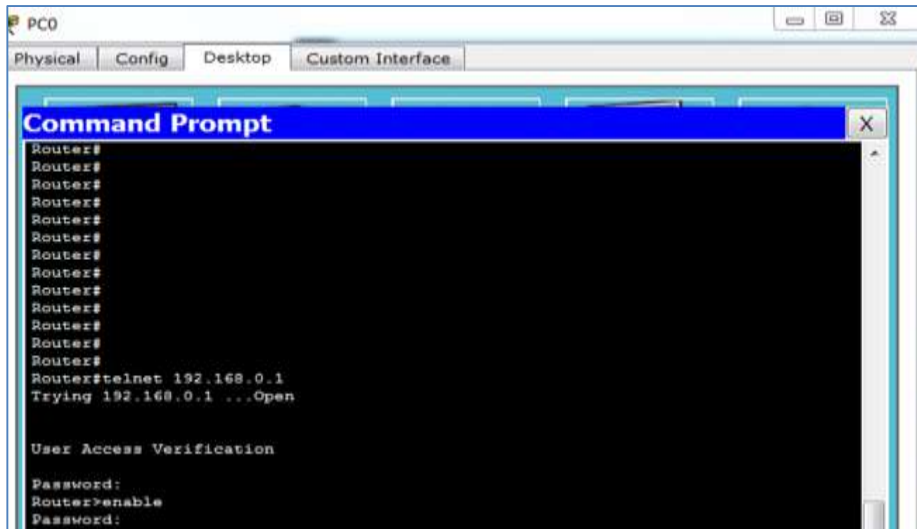 PC0
Physical Config Desktop Custom Interface
Command Prompt
X
Router#
Router#
Router#
Router#
Router#
Router#
Router#
Router#
Router#
Router#
Router#
Router#
Router#
Router#telnet 192.168.0.1
Trying 192.168.0.1 ...Open
User Access Verification
Password:
Router>enable
Password: